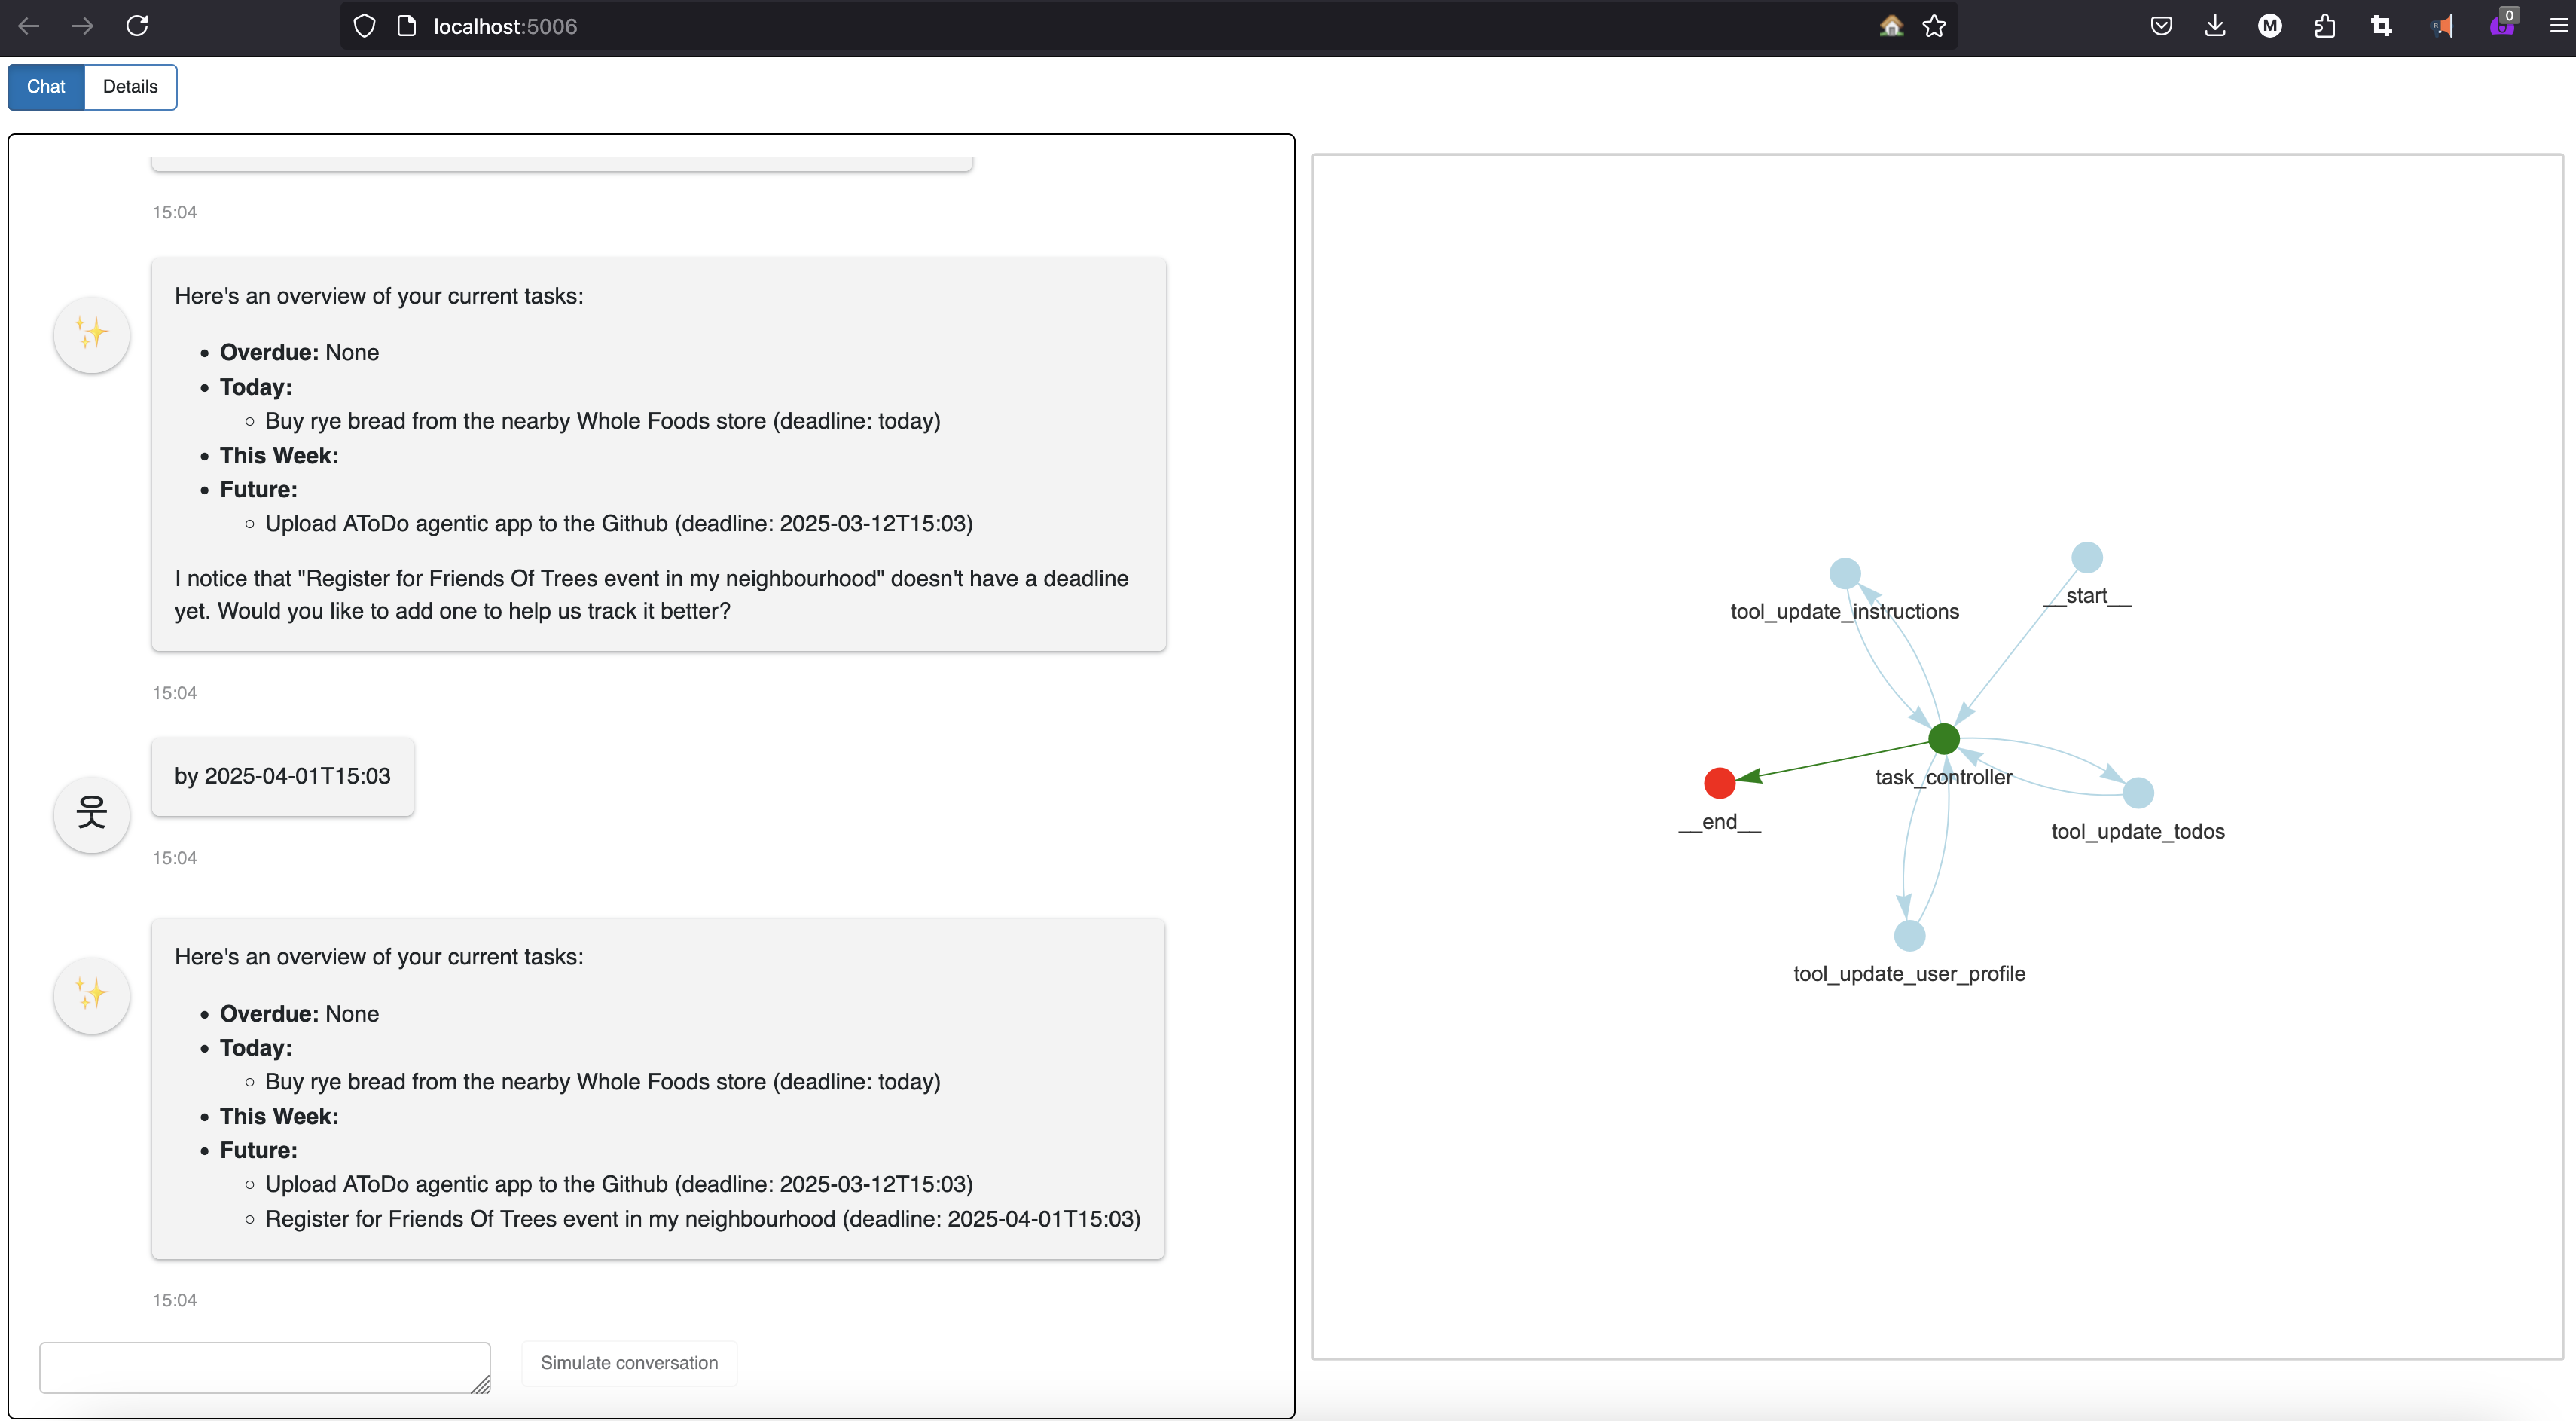 localhost:5006
M
R
0
Chat
Details
15:04
Here's an overview of your current tasks:
Overdue: None
Today:
Buy rye bread from the nearby Whole Foods store (deadline: today)
This Week:
Future:
Upload AToDo agentic app to the Github (deadline: 2025-03-12T15:03)
I notice that "Register for Friends Of Trees event in my neighbourhood" doesn't have a deadline
yet. Would you like to add one to help us track it better?
15:04
by 2025-04-01T15:03
웃
15:04
Here's an overview of your current tasks:
Overdue: None
Today:
Buy rye bread from the nearby Whole Foods store (deadline: today)
This Week:
Future:
Upload AToDo agentic app to the Github (deadline: 2025-03-12T15:03)
Register for Friends Of Trees event in my neighbourhood (deadline: 2025-04-01T15:03)
15:04
Simulate conversation
__start__
tool_update_instructions
task_controller
__end__
tool_update_todos
tool_update_user_profile